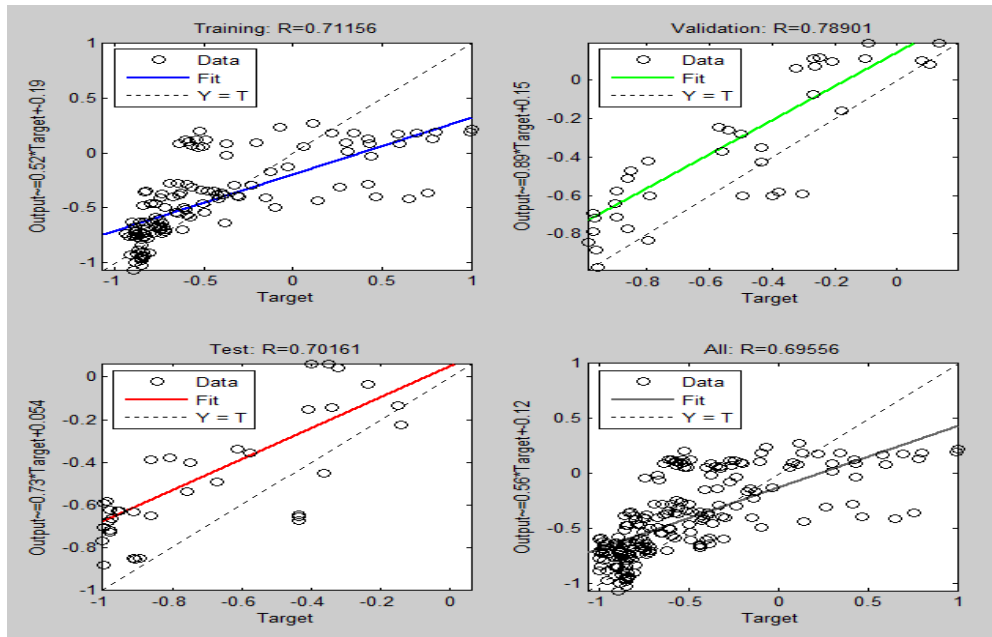 Training: R=0.71156
Output~=0.52*Target+-0.19
Data
Fit
Y = T
1
0.5
0
-0.5
-1
-1 -0.5 0 0.5 1
Target
Validation: R=0.78901
Output~=0.89*Target+0.15
Data
Fit
Y = T
0
-0.2
-0.4
-0.6
-0.8
-0.8 -0.6 -0.4 -0.2 0
Target
Test: R=0.70161
Output~=0.73*Target+0.054
Data
Fit
Y = T
0
-0.2
-0.4
-0.6
-0.8
-1
-1 -0.8 -0.6 -0.4 -0.2 0
Target
All: R=0.69556
Output~=0.56*Target+-0.12
Data
Fit
Y = T
1
0.5
0
-0.5
-1
-1 -0.5 0 0.5 1
Target